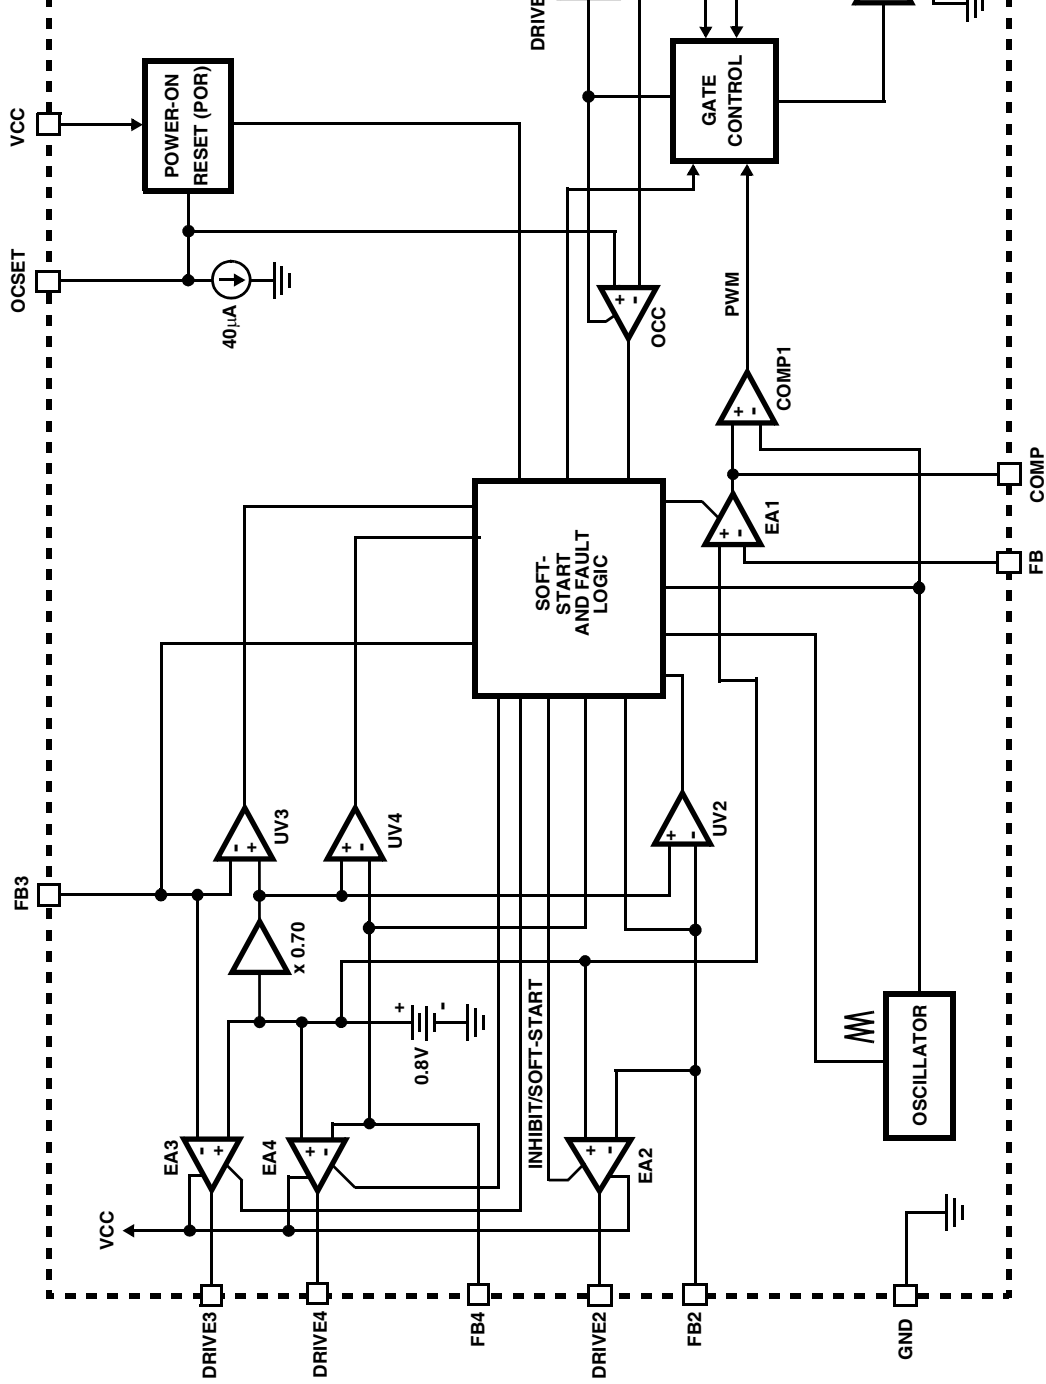 VCC
POWER-ON
RESET (POR)
DRIVE
GATE
CONTROL
OCSET
40µA
+
-
OCC
PWM
+
-
COMP1
COMP
+
-
EA1
FB
SOFT-
START
AND FAULT
LOGIC
FB3
-
+
UV3
+
-
UV4
+
-
UV2
x 0.70
+
-
0.8V
INHIBIT/SOFT-START
OSCILLATOR
EA3
-
+
EA4
+
-
+
-
EA2
VCC
DRIVE3
DRIVE4
FB4
DRIVE2
FB2
GND